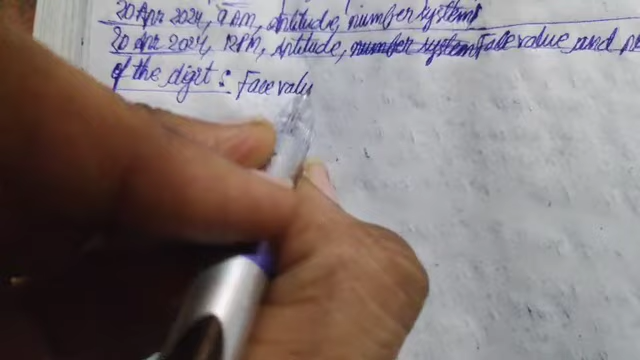 20 Apr 2024, 9 AM, Aptitude, number systems
20 Apr 2024, 12PM, Aptitude, number system Face value and
of the digit : Face valu